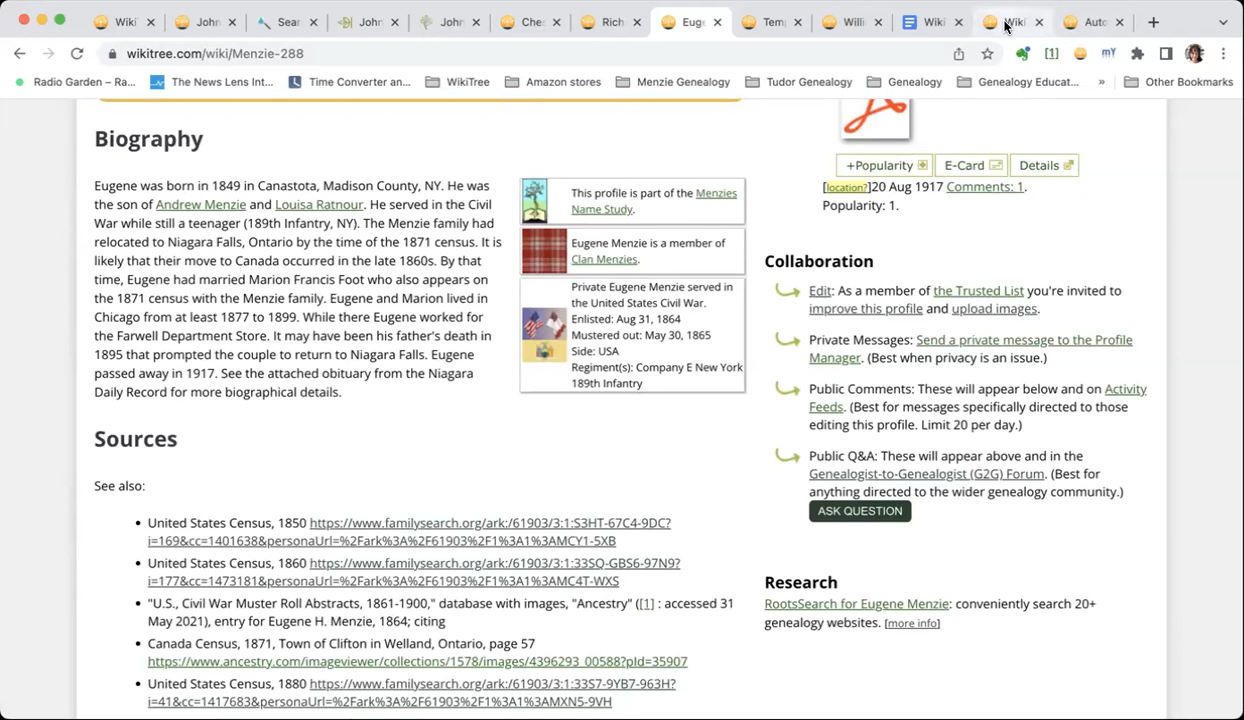 Wiki
John
Sear
John
John
Che
Rich
Euge
Temp
Willi
Wiki
Wiki
Auto
wikitree.com/wiki/Menzie-288
[1]
mY
Radio Garden – Ra...
The News Lens Int...
Time Converter an...
WikiTree
Amazon stores
Menzie Genealogy
Tudor Genealogy
Genealogy
Genealogy Educat...
»
Other Bookmarks
Biography
Eugene was born in 1849 in Canastota, Madison County, NY. He was
the son of Andrew Menzie and Louisa Ratnour. He served in the Civil
War while still a teenager (189th Infantry, NY). The Menzie family had
relocated to Niagara Falls, Ontario by the time of the 1871 census. It is
likely that their move to Canada occurred in the late 1860s. By that
time, Eugene had married Marion Francis Foot who also appears on
the 1871 census with the Menzie family. Eugene and Marion lived in
Chicago from at least 1877 to 1899. While there Eugene worked for
the Farwell Department Store. It may have been his father's death in
1895 that prompted the couple to return to Niagara Falls. Eugene
passed away in 1917. See the attached obituary from the Niagara
Daily Record for more biographical details.
This profile is part of the Menzies
Name Study.
Eugene Menzie is a member of
Clan Menzies.
Private Eugene Menzie served in
the United States Civil War.
Enlisted: Aug 31, 1864
Mustered out: May 30, 1865
Side: USA
Regiment(s): Company E New York
189th Infantry
Sources
See also:
• United States Census, 1850 https://www.familysearch.org/ark:/61903/3:1:S3HT-67C4-9DC?
i=169&cc=1401638&personaUrl=%2Fark%3A%2F61903%2F1%3A1%3AMCY1-5XB
• United States Census, 1860 https://www.familysearch.org/ark:/61903/3:1:33SQ-GBS6-97N9?
i=177&cc=1473181&personaUrl=%2Fark%3A%2F61903%2F1%3A1%3AMC4T-WXS
• "U.S., Civil War Muster Roll Abstracts, 1861-1900," database with images, "Ancestry" ([1] : accessed 31
May 2021), entry for Eugene H. Menzie, 1864; citing
• Canada Census, 1871, Town of Clifton in Welland, Ontario, page 57
https://www.ancestry.com/imageviewer/collections/1578/images/4396293_00588?pId=35907
• United States Census, 1880 https://www.familysearch.org/ark:/61903/3:1:33S7-9YB7-963H?
i=41&cc=1417683&personaUrl=%2Fark%3A%2F61903%2F1%3A1%3AMXN5-9VH
+Popularity
E-Card
Details
[location?]20 Aug 1917 Comments: 1.
Popularity: 1.
Collaboration
Edit: As a member of the Trusted List you're invited to
improve this profile and upload images.
Private Messages: Send a private message to the Profile
Manager. (Best when privacy is an issue.)
Public Comments: These will appear below and on Activity
Feeds. (Best for messages specifically directed to those
editing this profile. Limit 20 per day.)
Public Q&A: These will appear above and in the
Genealogist-to-Genealogist (G2G) Forum. (Best for
anything directed to the wider genealogy community.)
ASK QUESTION
Research
RootsSearch for Eugene Menzie: conveniently search 20+
genealogy websites. [more info]